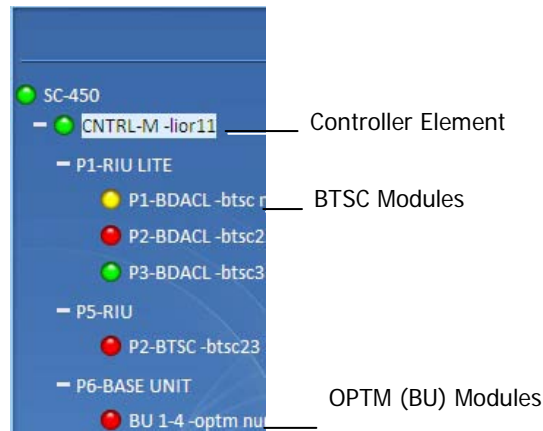 SC-450
CNTRL-M -lior11
Controller Element
P1-RIU LITE
P1-BDACL -btsc
BTSC Modules
P2-BDACL -btsc2
P3-BDACL -btsc3
P5-RIU
P2-BTSC -btsc23
P6-BASE UNIT
OPTM (BU) Modules
BU 1-4 -optm